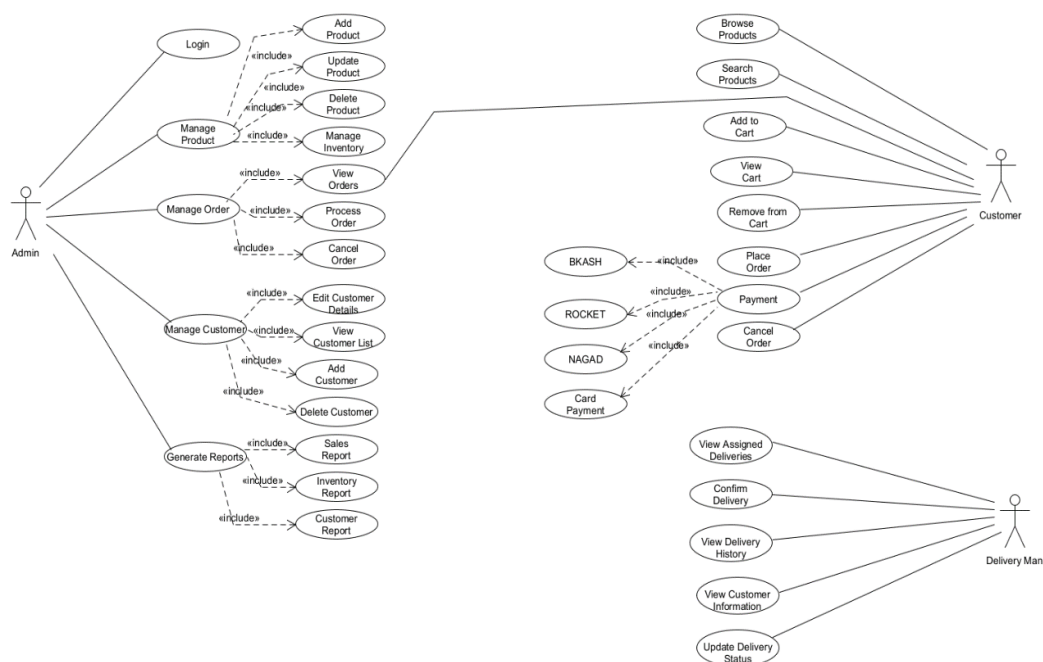 Login
Manage
Product
«include»
Add
Product
«include»
Update
Product
«include»
Delete
Product
«include»
Manage
Inventory
Admin
Manage Order
«include»
View
Orders
«include»
Process
Order
«include»
Cancel
Order
Manage Customer
«include»
Edit Customer
Details
«include»
View
Customer List
«include»
Add
Customer
«include»
Delete Customer
Generate Reports
«include»
Sales
Report
«include»
Inventory
Report
«include»
Customer
Report
Browse
Products
Search
Products
Add to
Cart
View
Cart
Remove from
Cart
Customer
Place
Order
Payment
Cancel
Order
BKASH
«include»
ROCKET
«include»
NAGAD
«include»
Card
Payment
«include»
View Assigned
Deliveries
Confirm
Delivery
View Delivery
History
View Customer
Information
Update Delivery
Status
Delivery Man